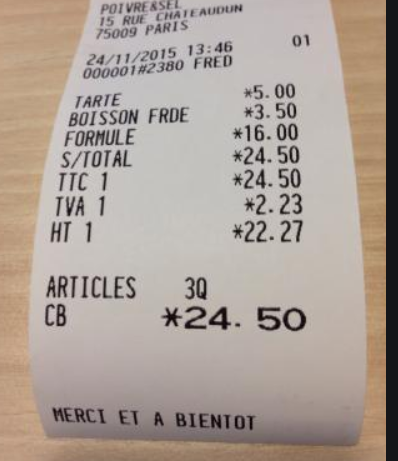 POIVRE&SEL
15 RUE CHATEAUDUN
75009 PARIS
24/11/2015 13:46 01
000001#2380 FRED
TARTE *5.00
BOISSON FRDE *3.50
FORMULE *16.00
S/TOTAL *24.50
TTC 1 *24.50
TVA 1 *2.23
HT 1 *22.27
ARTICLES 3Q
CB *24.50
MERCI ET A BIENTOT